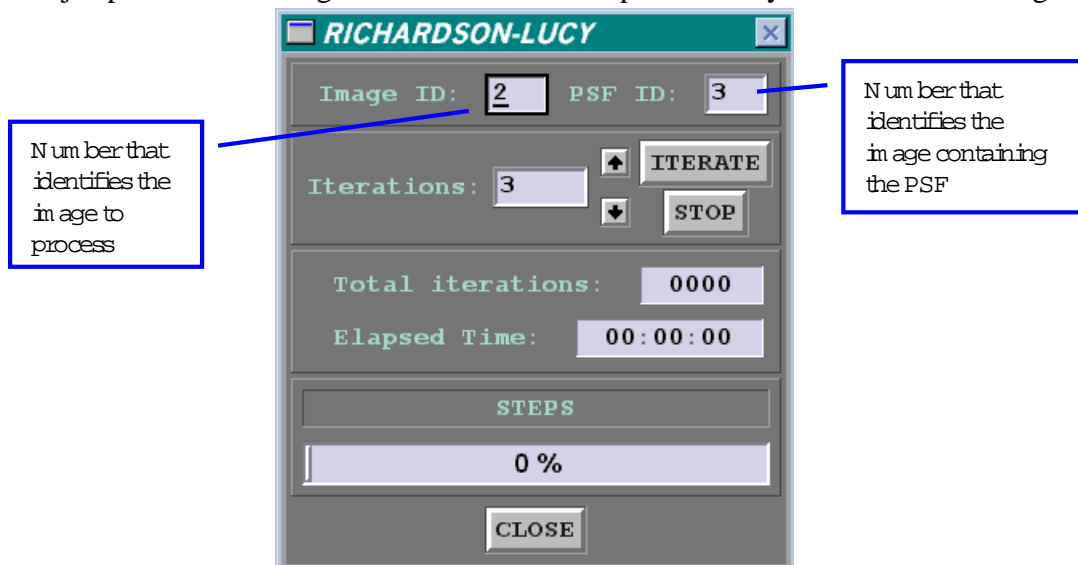 RICHARDSON-LUCY
Image ID: 2 PSF ID: 3
Number that
identifies the
image containing
the PSF
Number that
identifies the
image to
process
Iterations: 3 ITERATE
STOP
Total iterations: 0000
Elapsed Time: 00:00:00
STEPS
0 %
CLOSE